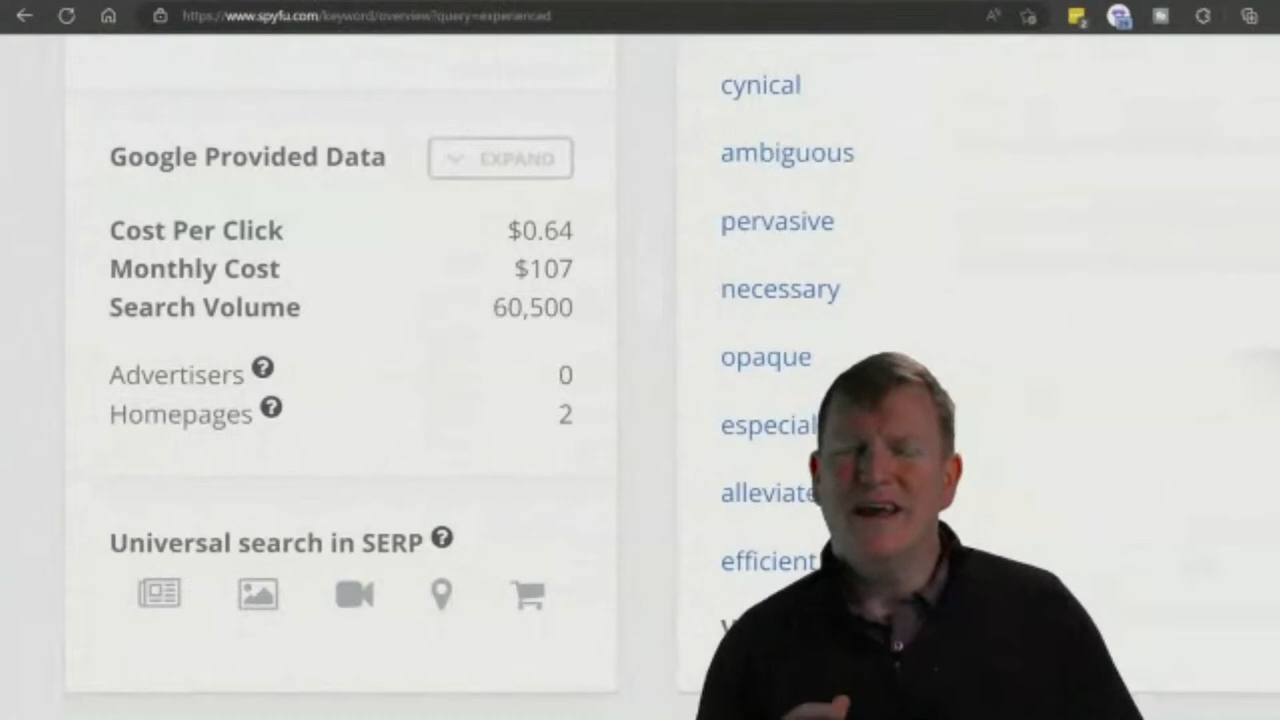 https://www.spyfu.com/keyword/overview?query=experienced
Google Provided Data
EXPAND
Cost Per Click $0.64
Monthly Cost $107
Search Volume 60,500
Advertisers ? 0
Homepages ? 2
Universal search in SERP ?
cynical
ambiguous
pervasive
necessary
opaque
especial
alleviate
efficient